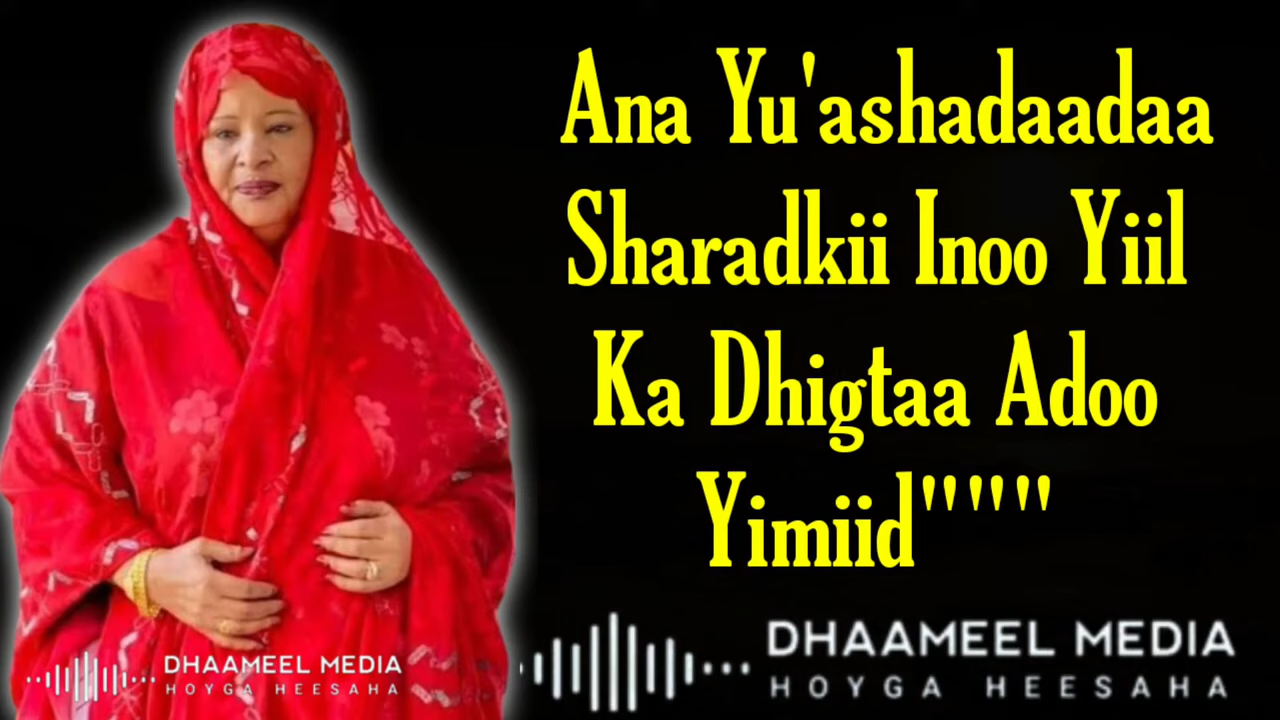 Ana Yu'ashadaadaa
Sharadkii Inoo Yiil
Ka Dhigtaa Adoo
Yimiid"""
DHAAMEEL MEDIA
HOYGA HEESAHA
DHAAMEEL MEDIA
HOYGA HEESAHA